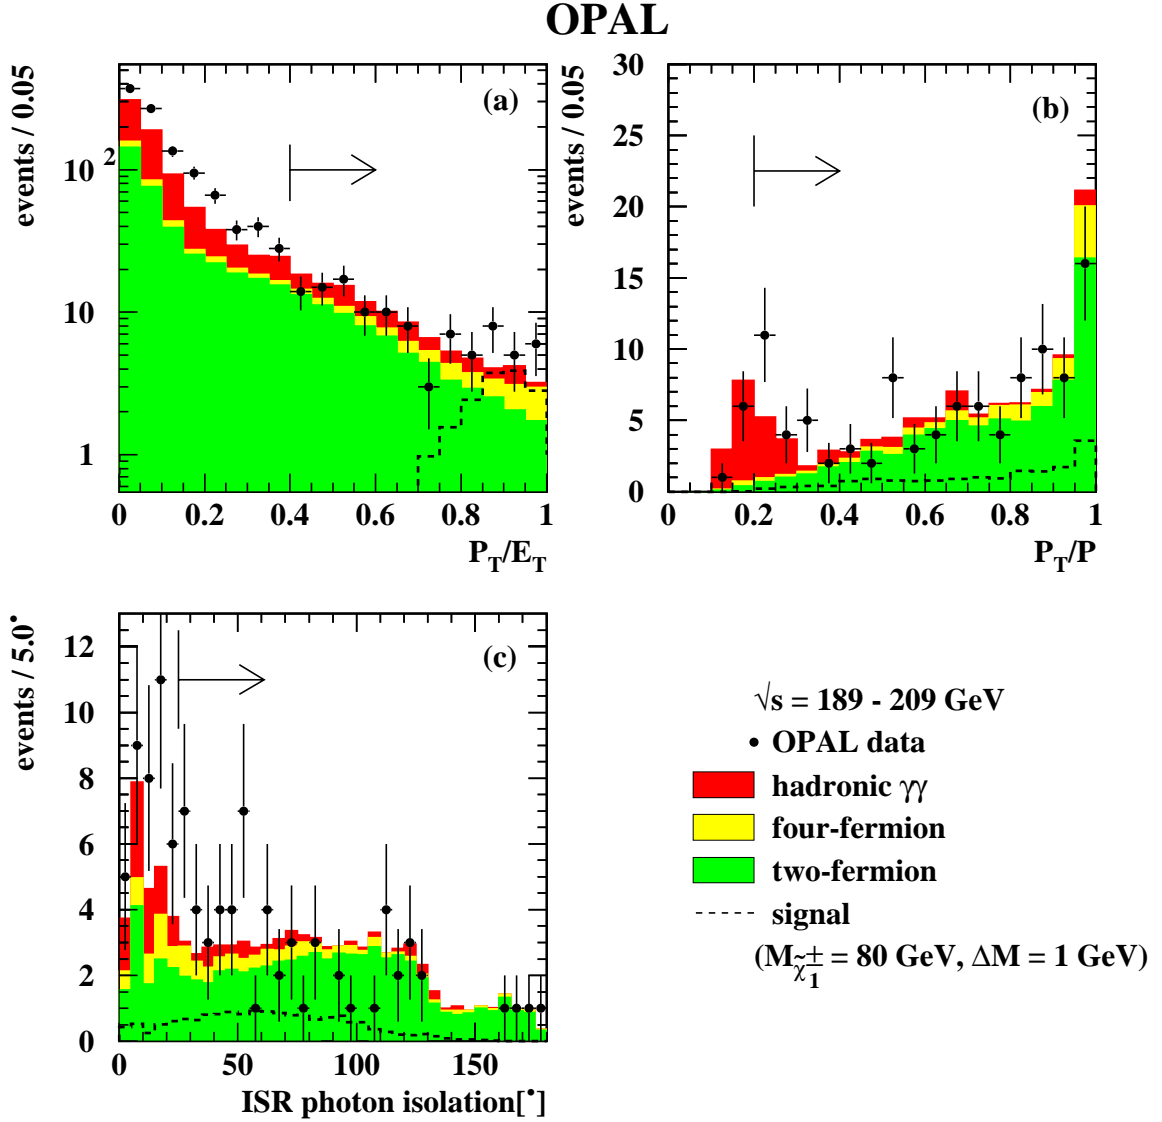 OPAL
events / 0.05
(a)
10²
10
1
0 0.2 0.4 0.6 0.8 1
P_T/E_T
events / 0.05
(b)
30
25
20
15
10
5
0
0 0.2 0.4 0.6 0.8 1
P_T/P
events / 5.0°
(c)
12
10
8
6
4
2
0
0 50 100 150
ISR photon isolation[°]
√s = 189 - 209 GeV
OPAL data
hadronic γγ
four-fermion
two-fermion
signal
(M_χ̃₁± = 80 GeV, ΔM = 1 GeV)